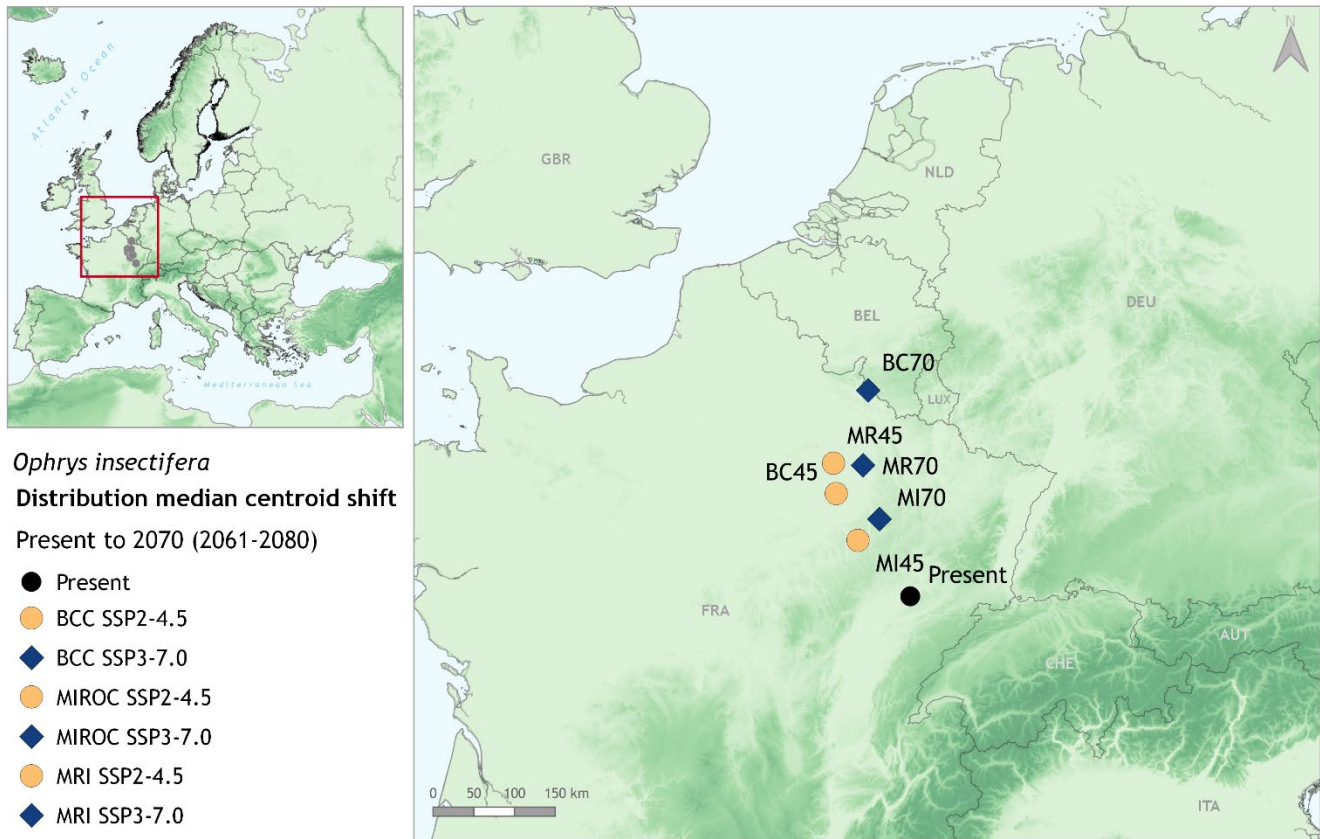 Atlantic Ocean
Mediterranean Sea
Ophrys insectifera
Distribution median centroid shift
Present to 2070 (2061-2080)
Present
BCC SSP2-4.5
BCC SSP3-7.0
MIROC SSP2-4.5
MIROC SSP3-7.0
MRI SSP2-4.5
MRI SSP3-7.0
N
GBR
NLD
DEU
BEL
BC70
LUX
MR45
BC45
MR70
MI70
MI45
Present
FRA
AUT
CHE
ITA
0 50 100 150 km